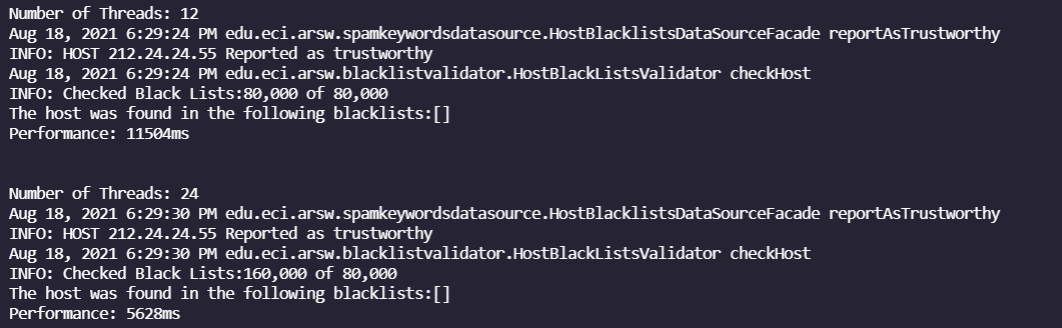 Number of Threads: 12
Aug 18, 2021 6:29:24 PM edu.eci.arsw.spamkeywordsdatasource.HostBlacklistsDataSourceFacade reportAsTrustworthy
INFO: HOST 212.24.24.55 Reported as trustworthy
Aug 18, 2021 6:29:24 PM edu.eci.arsw.blacklistvalidator.HostBlackListsValidator checkHost
INFO: Checked Black Lists:80,000 of 80,000
The host was found in the following blacklists:[]
Performance: 11504ms
Number of Threads: 24
Aug 18, 2021 6:29:30 PM edu.eci.arsw.spamkeywordsdatasource.HostBlacklistsDataSourceFacade reportAsTrustworthy
INFO: HOST 212.24.24.55 Reported as trustworthy
Aug 18, 2021 6:29:30 PM edu.eci.arsw.blacklistvalidator.HostBlackListsValidator checkHost
INFO: Checked Black Lists:160,000 of 80,000
The host was found in the following blacklists:[]
Performance: 5628ms